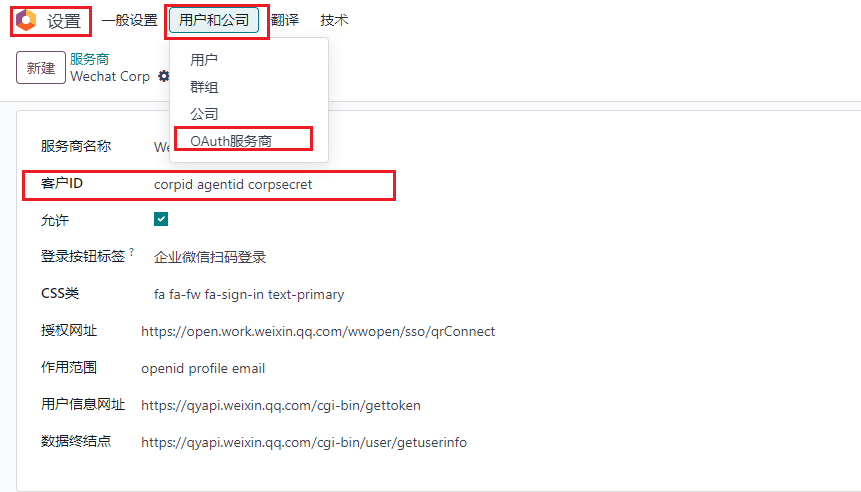 设置 一般设置 用户和公司 翻译 技术
新建
服务商
Wechat Corp
用户
群组
公司
OAuth服务商
服务商名称 We
客户ID corpid agentid corpsecret
允许
登录按钮标签 ? 企业微信扫码登录
CSS类 fa fa-fw fa-sign-in text-primary
授权网址 https://open.work.weixin.qq.com/wwopen/sso/qrConnect
作用范围 openid profile email
用户信息网址 https://qyapi.weixin.qq.com/cgi-bin/gettoken
数据终结点 https://qyapi.weixin.qq.com/cgi-bin/user/getuserinfo